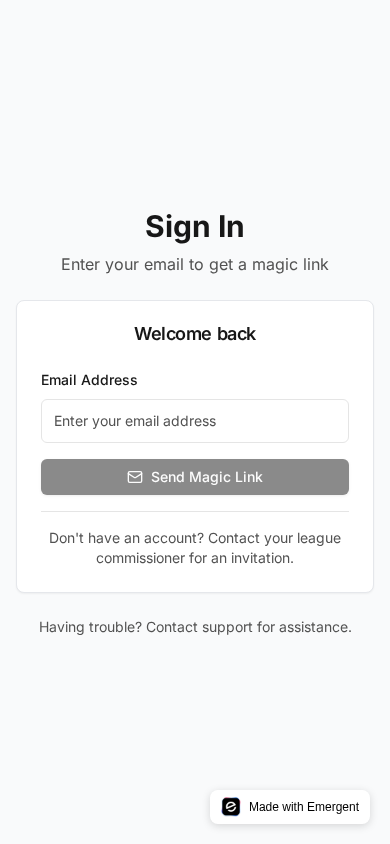 Sign In
Enter your email to get a magic link
Welcome back
Email Address
Enter your email address
Send Magic Link
Don't have an account? Contact your league
commissioner for an invitation.
Having trouble? Contact support for assistance.
Made with Emergent